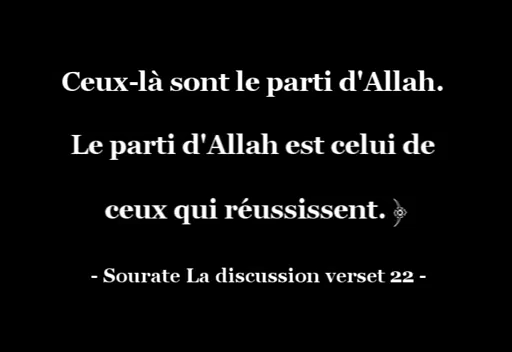 Ceux-là sont le parti d'Allah.
Le parti d'Allah est celui de
ceux qui réussissent. ﴾
- Sourate La discussion verset 22 -